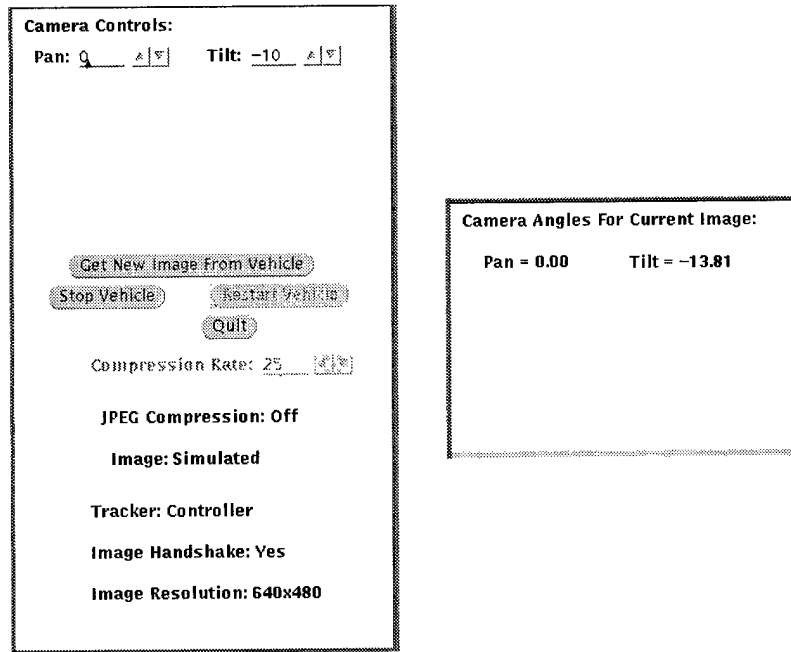 Camera Controls:
Pan: 0 Tilt: −10
Get New Image From Vehicle
Stop Vehicle Restart Vehicle
Quit
Compression Rate: 25
JPEG Compression: Off
Image: Simulated
Tracker: Controller
Image Handshake: Yes
Image Resolution: 640x480
Camera Angles For Current Image:
Pan = 0.00 Tilt = −13.81